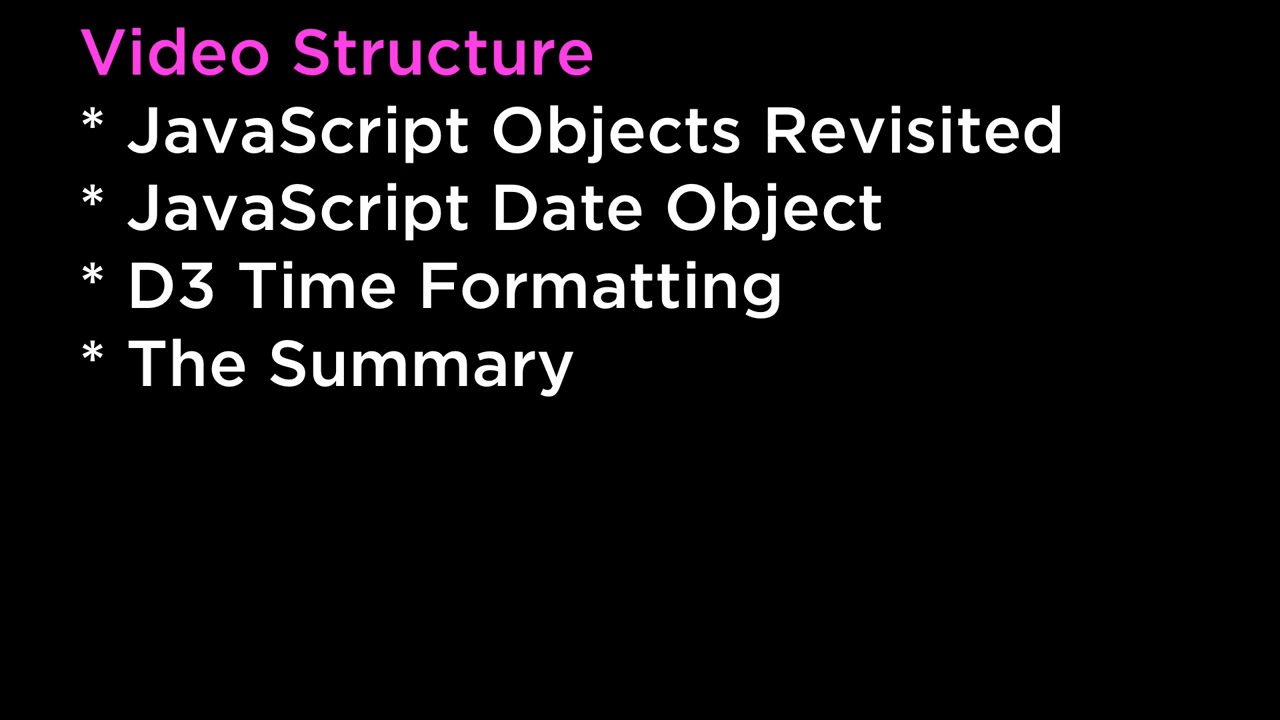 Video Structure
* JavaScript Objects Revisited
* JavaScript Date Object
* D3 Time Formatting
* The Summary